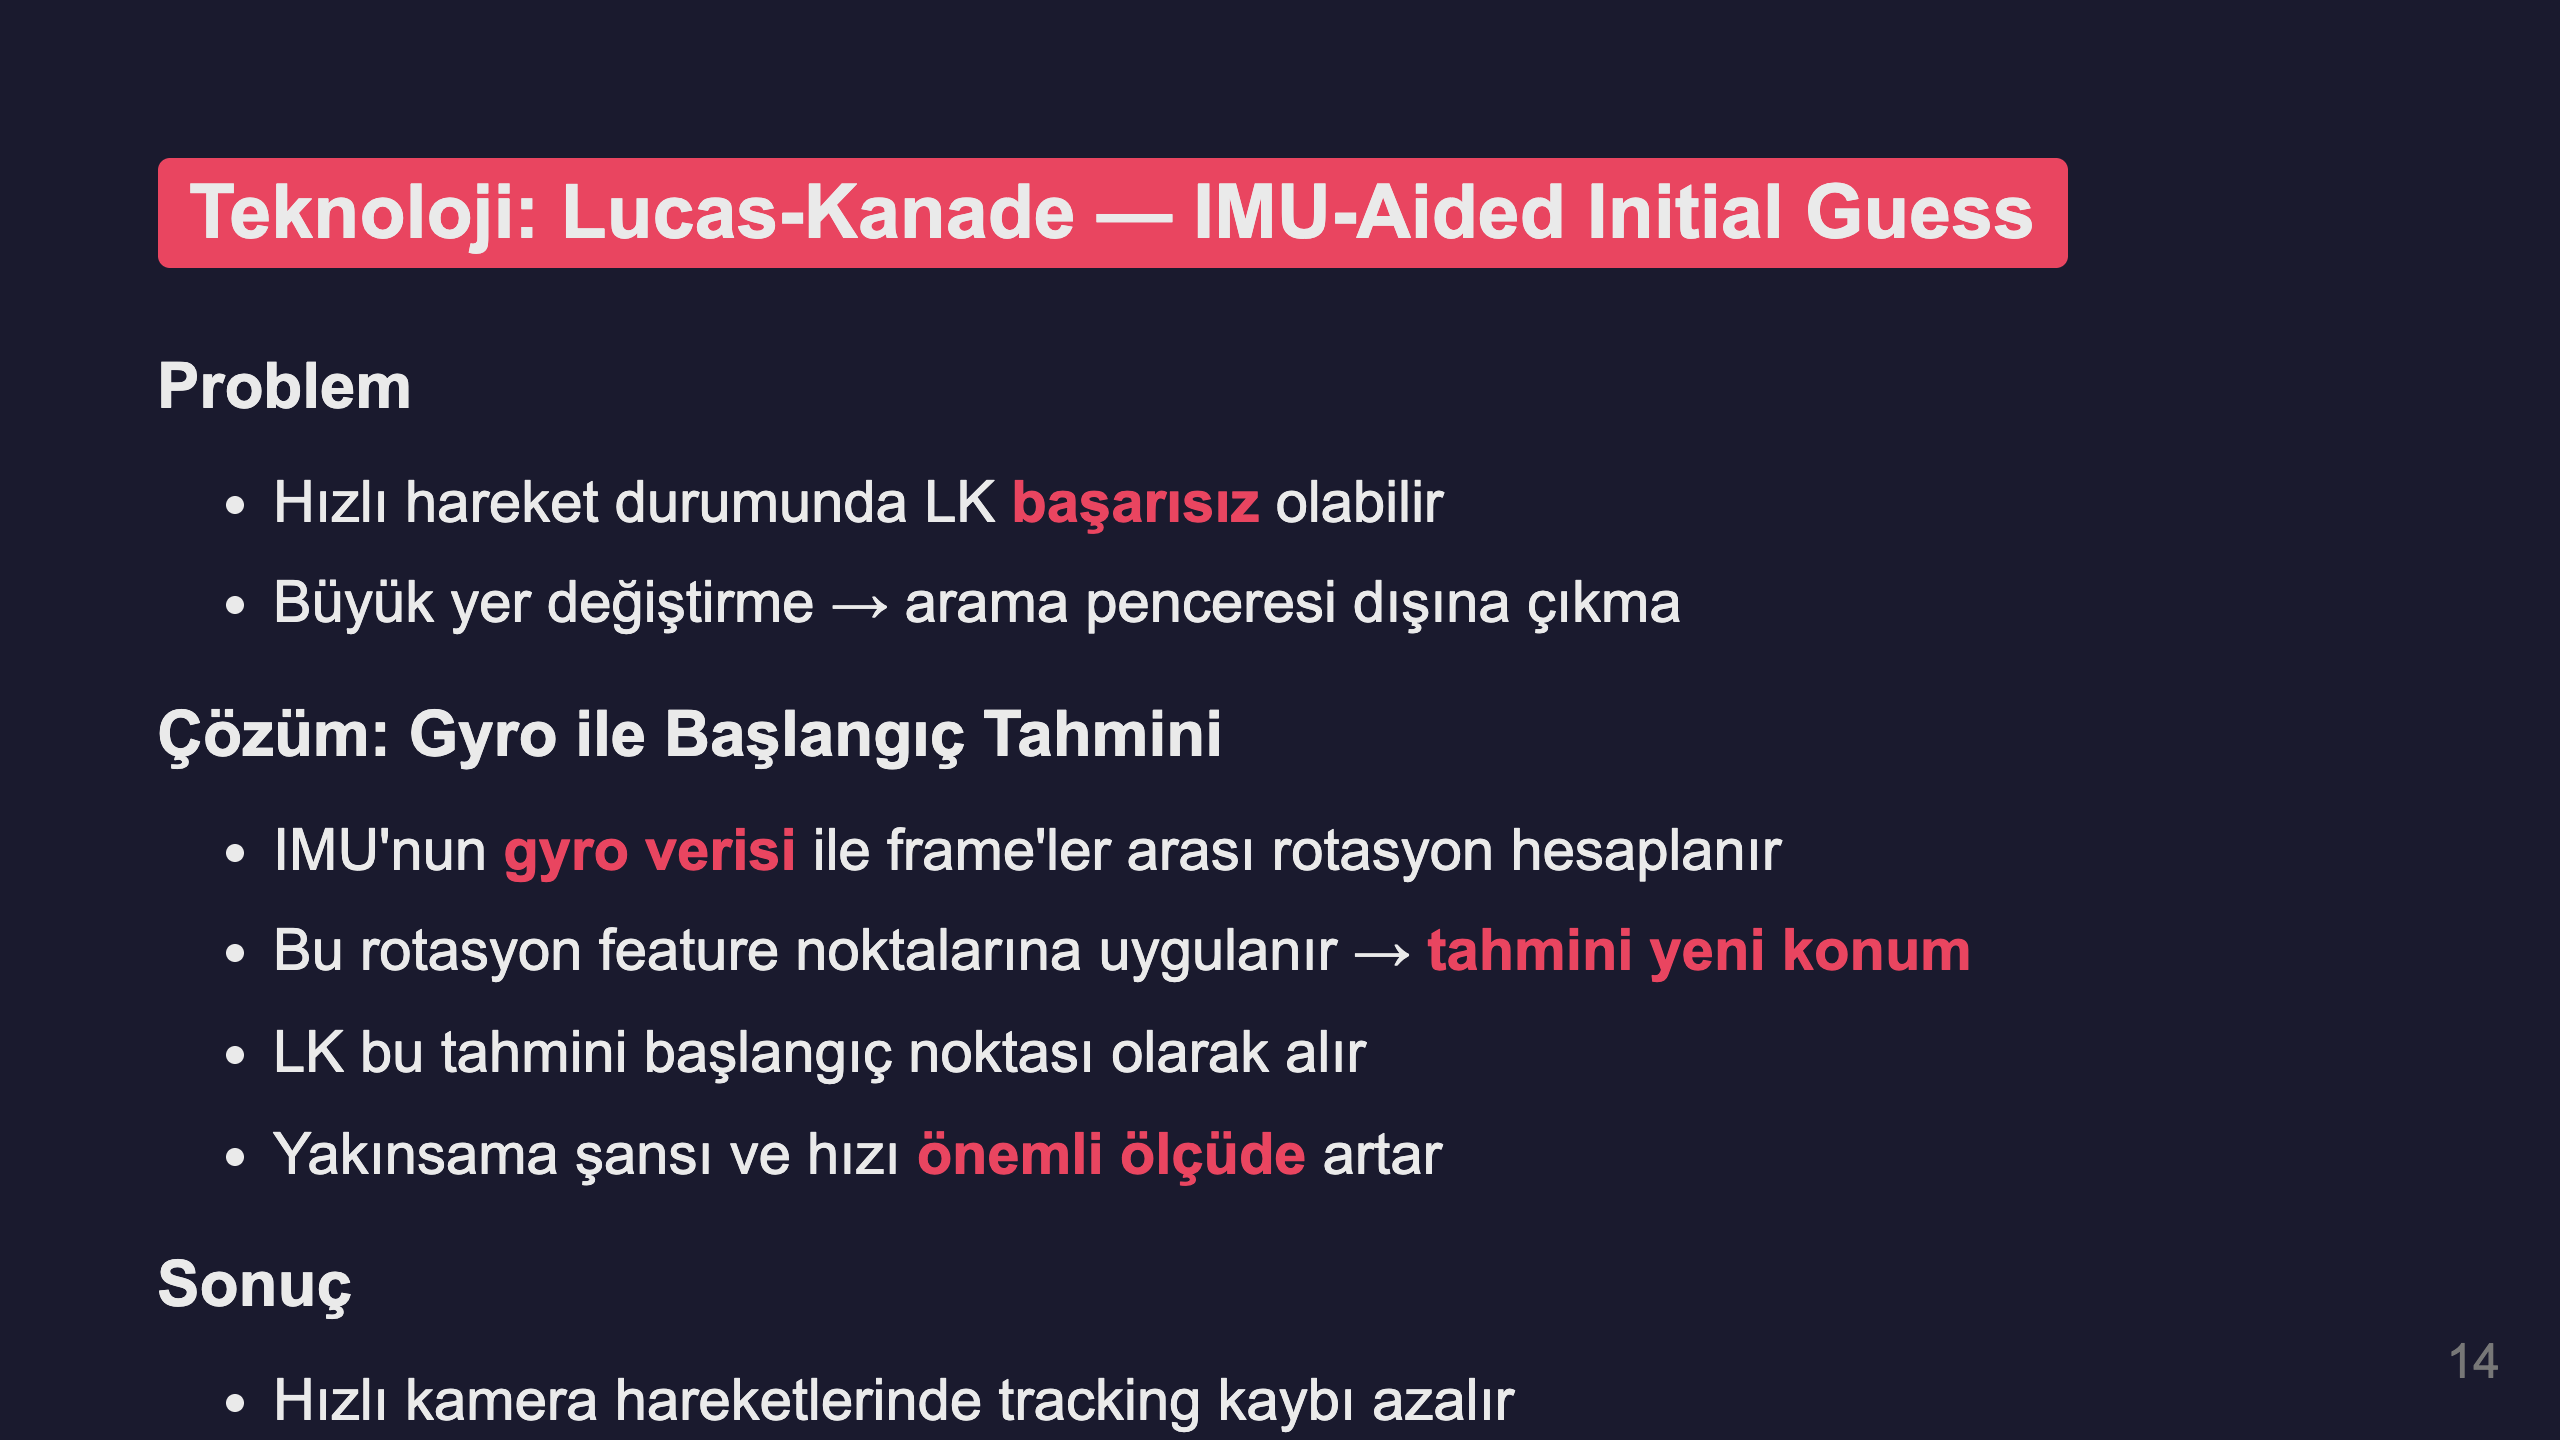 Teknoloji: Lucas-Kanade — IMU-Aided Initial Guess
Problem
• Hızlı hareket durumunda LK başarısız olabilir
• Büyük yer değiştirme → arama penceresi dışına çıkma
Çözüm: Gyro ile Başlangıç Tahmini
• IMU'nun gyro verisi ile frame'ler arası rotasyon hesaplanır
• Bu rotasyon feature noktalarına uygulanır → tahmini yeni konum
• LK bu tahmini başlangıç noktası olarak alır
• Yakınsama şansı ve hızı önemli ölçüde artar
Sonuç
• Hızlı kamera hareketlerinde tracking kaybı azalır
14